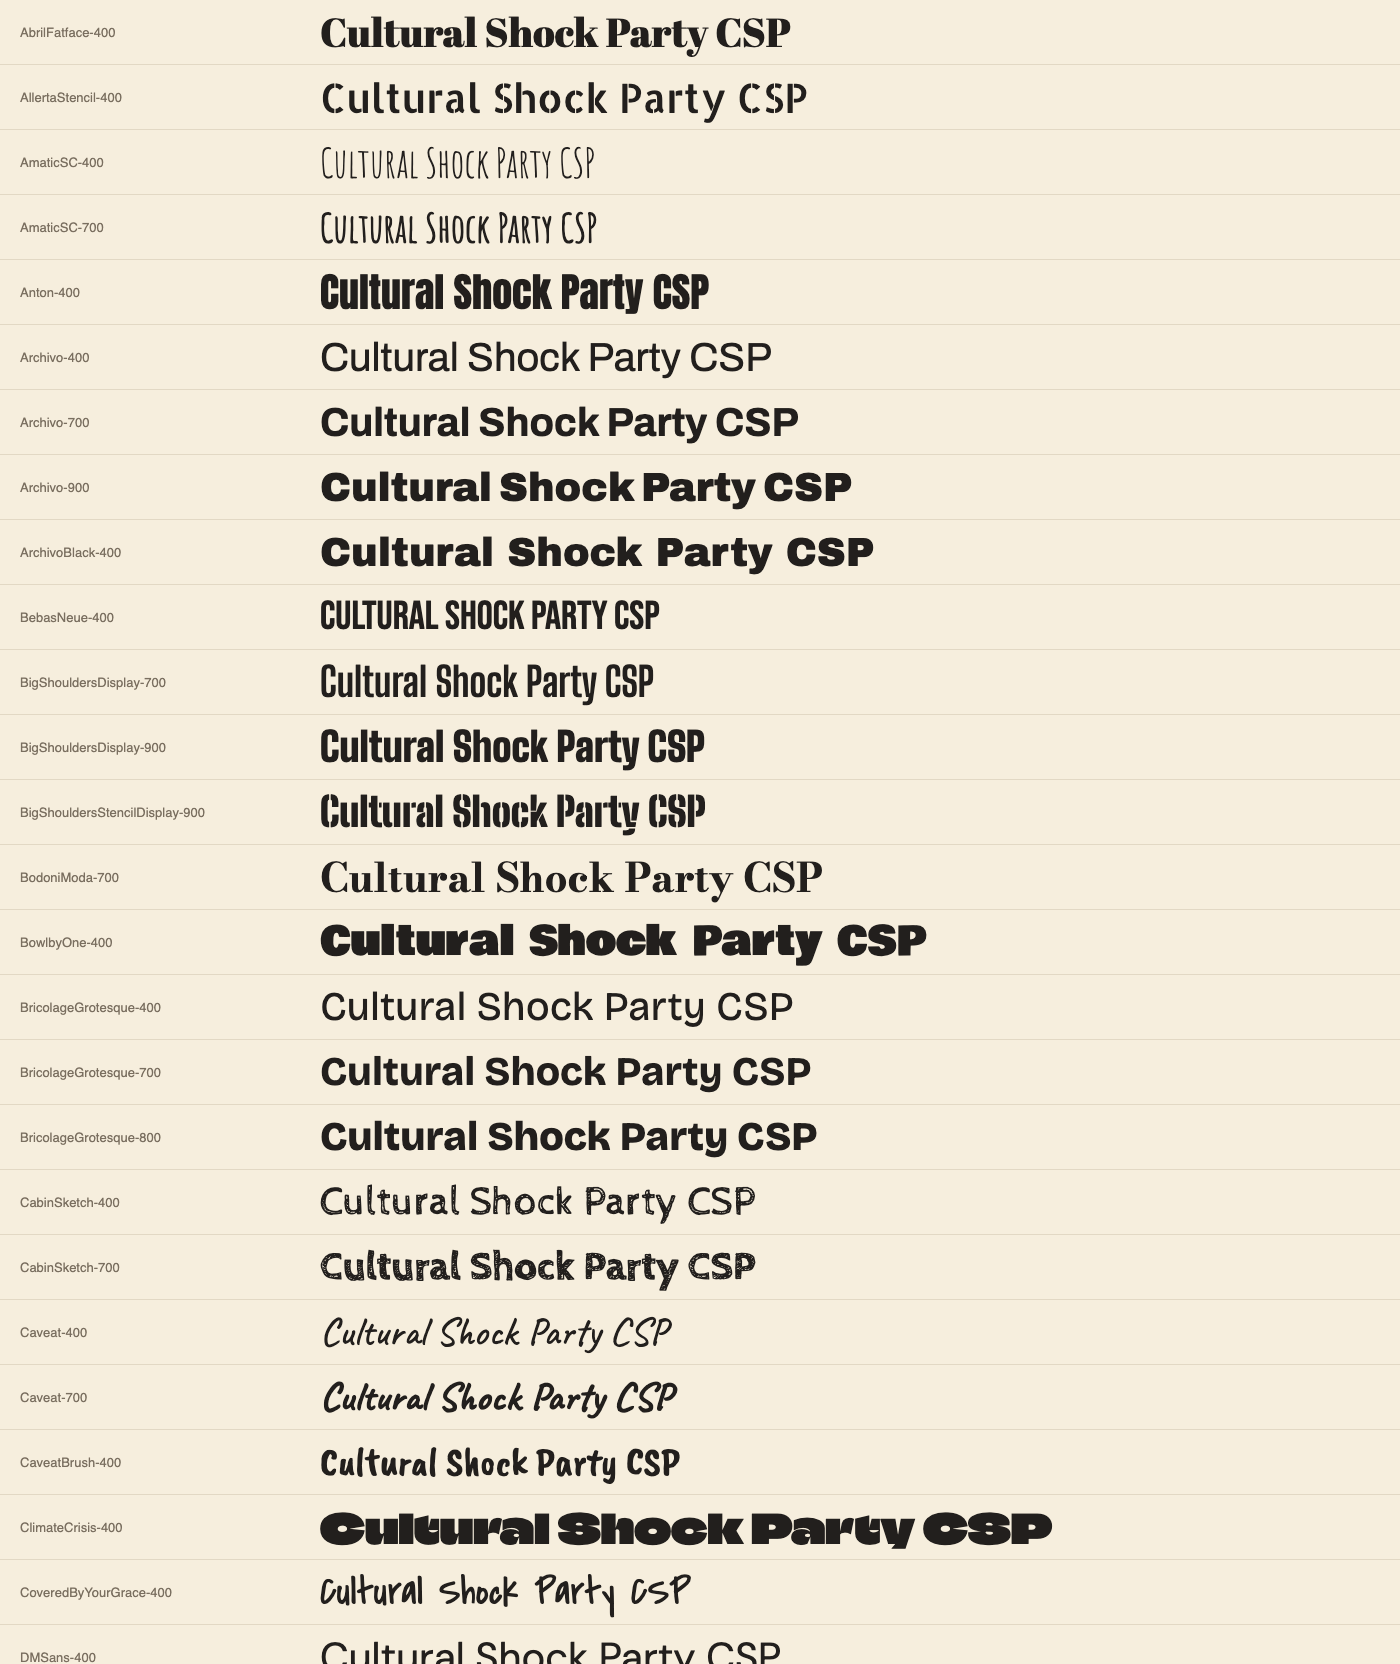 AbrilFatface-400 Cultural Shock Party CSP
AllertaStencil-400 Cultural Shock Party CSP
AmaticSC-400 Cultural Shock Party CSP
AmaticSC-700 Cultural Shock Party CSP
Anton-400 Cultural Shock Party CSP
Archivo-400 Cultural Shock Party CSP
Archivo-700 Cultural Shock Party CSP
Archivo-900 Cultural Shock Party CSP
ArchivoBlack-400 Cultural Shock Party CSP
BebasNeue-400 CULTURAL SHOCK PARTY CSP
BigShouldersDisplay-700 Cultural Shock Party CSP
BigShouldersDisplay-900 Cultural Shock Party CSP
BigShouldersStencilDisplay-900 Cultural Shock Party CSP
BodoniModa-700 Cultural Shock Party CSP
BowlbyOne-400 Cultural Shock Party CSP
BricolageGrotesque-400 Cultural Shock Party CSP
BricolageGrotesque-700 Cultural Shock Party CSP
BricolageGrotesque-800 Cultural Shock Party CSP
CabinSketch-400 Cultural Shock Party CSP
CabinSketch-700 Cultural Shock Party CSP
Caveat-400 Cultural Shock Party CSP
Caveat-700 Cultural Shock Party CSP
CaveatBrush-400 Cultural Shock Party CSP
ClimateCrisis-400 Cultural Shock Party CSP
CoveredByYourGrace-400 Cultural Shock Party CSP
DMSans-400 Cultural Shock Party CSP